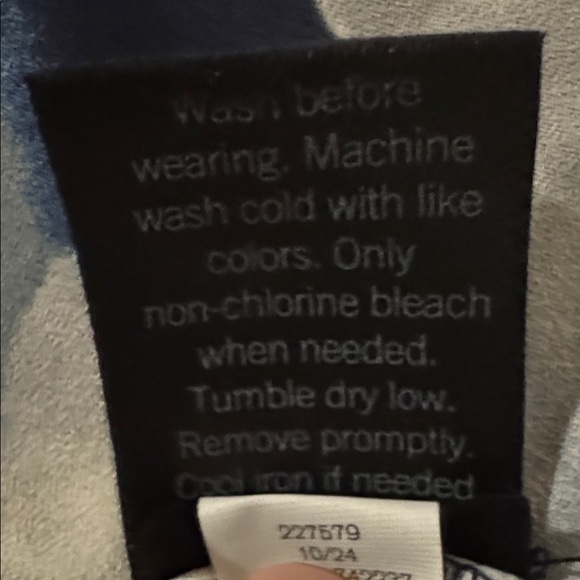 Wash before
wearing. Machine
wash cold with like
colors. Only
non-chlorine bleach
when needed.
Tumble dry low.
Remove promptly.
Cool iron if needed
227579
10/24